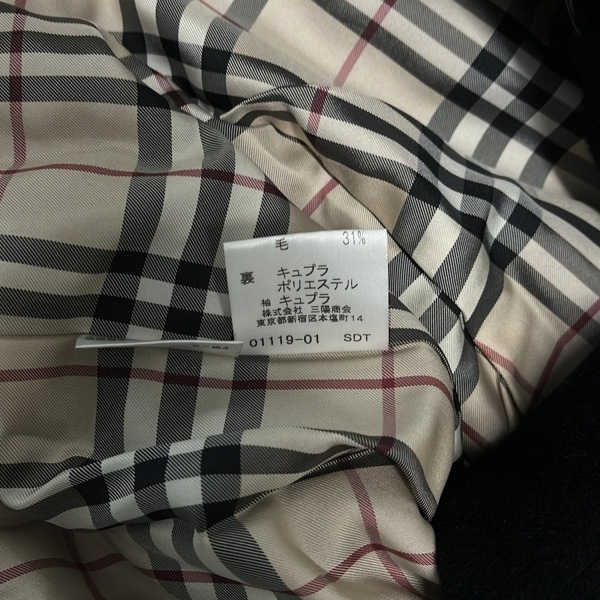 毛 31%
裏 キュプラ
ポリエステル
袖 キュプラ
株式会社 三陽商会
東京都新宿区本塩町14
01119-01 SDT